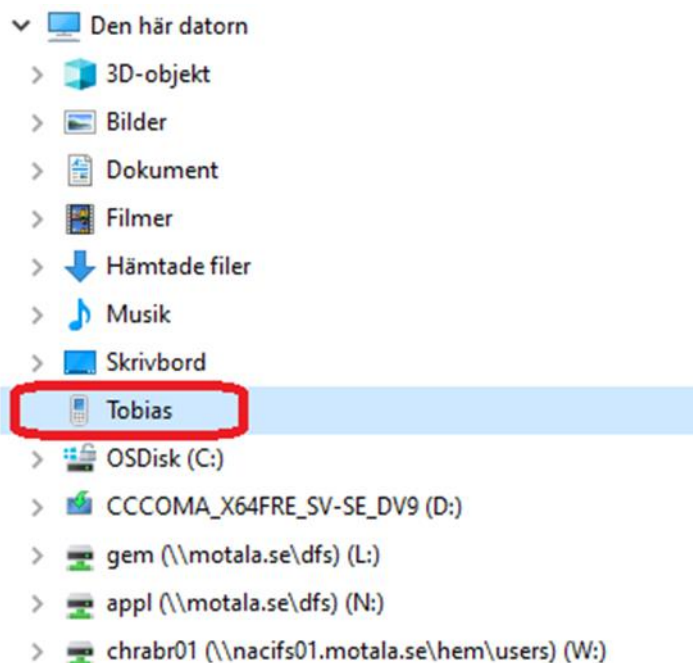 Den här datorn
3D-objekt
Bilder
Dokument
Filmer
Hämtade filer
Musik
Skrivbord
Tobias
OSDisk (C:)
CCCOMA_X64FRE_SV-SE_DV9 (D:)
gem (\\motala.se\dfs) (L:)
appl (\\motala.se\dfs) (N:)
chrabr01 (\\nacifs01.motala.se\hem\users) (W:)